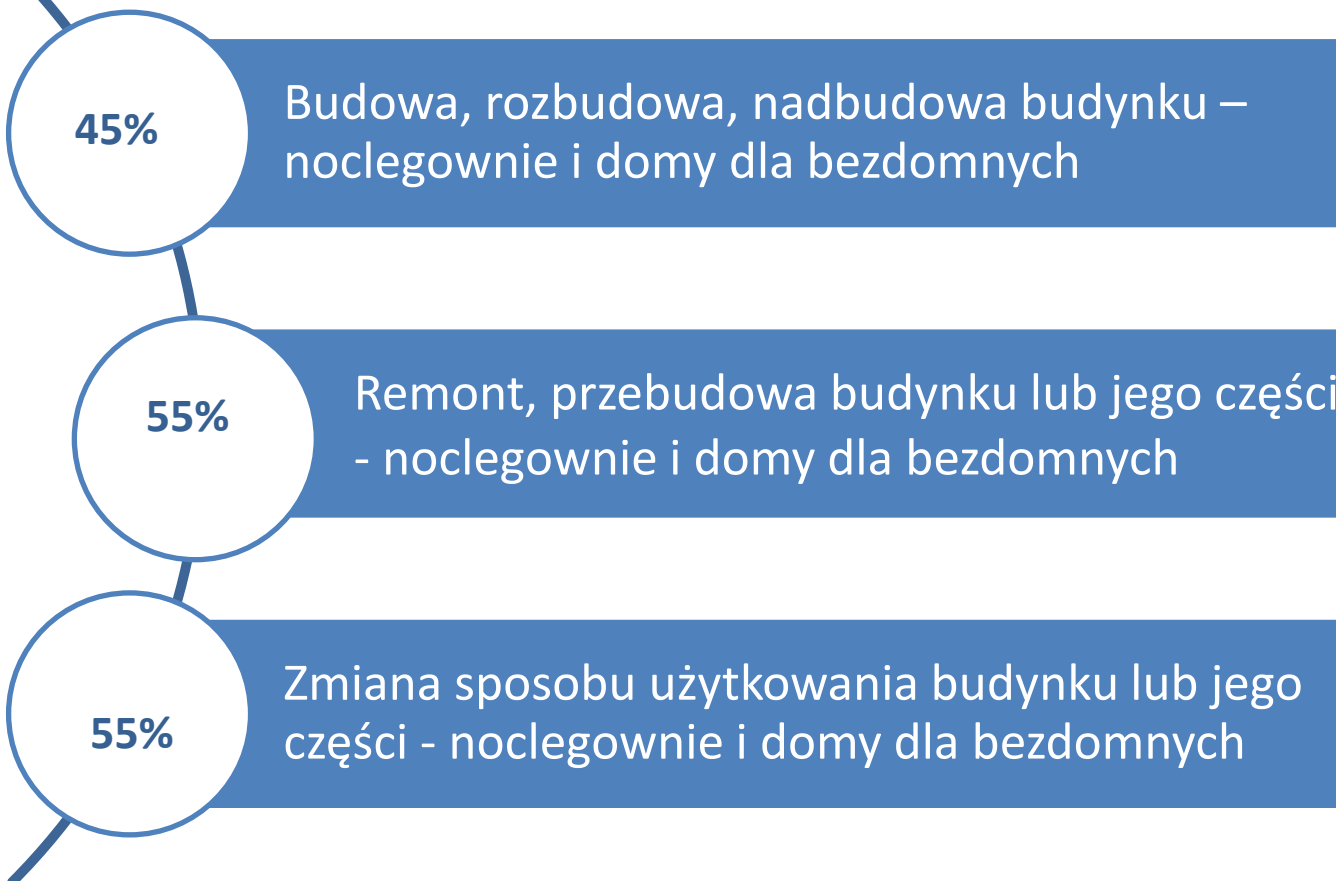 45%
Budowa, rozbudowa, nadbudowa budynku –
noclegownie i domy dla bezdomnych
55%
Remont, przebudowa budynku lub jego części
- noclegownie i domy dla bezdomnych
55%
Zmiana sposobu użytkowania budynku lub jego
części - noclegownie i domy dla bezdomnych